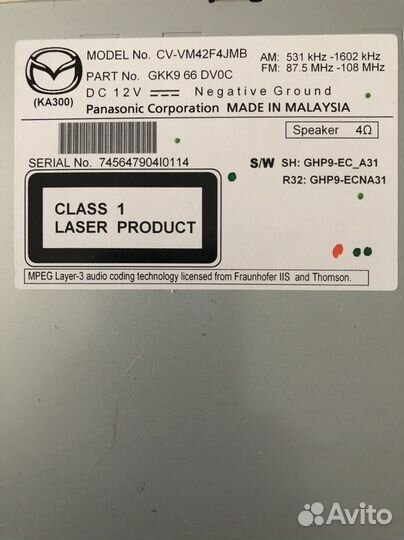 MODEL No. CV-VM42F4JMB
AM: 531 kHz -1602 kHz
PART No. GKK9 66 DV0C
FM: 87.5 MHz -108 MHz
(KA300)
DC 12V Negative Ground
Panasonic Corporation MADE IN MALAYSIA
Speaker 4Ω
SERIAL No. 745647904I0114
S/W SH: GHP9-EC_A31
R32: GHP9-ECNA31
CLASS 1
LASER PRODUCT
MPEG Layer-3 audio coding technology licensed from Fraunhofer IIS and Thomson.
Avito